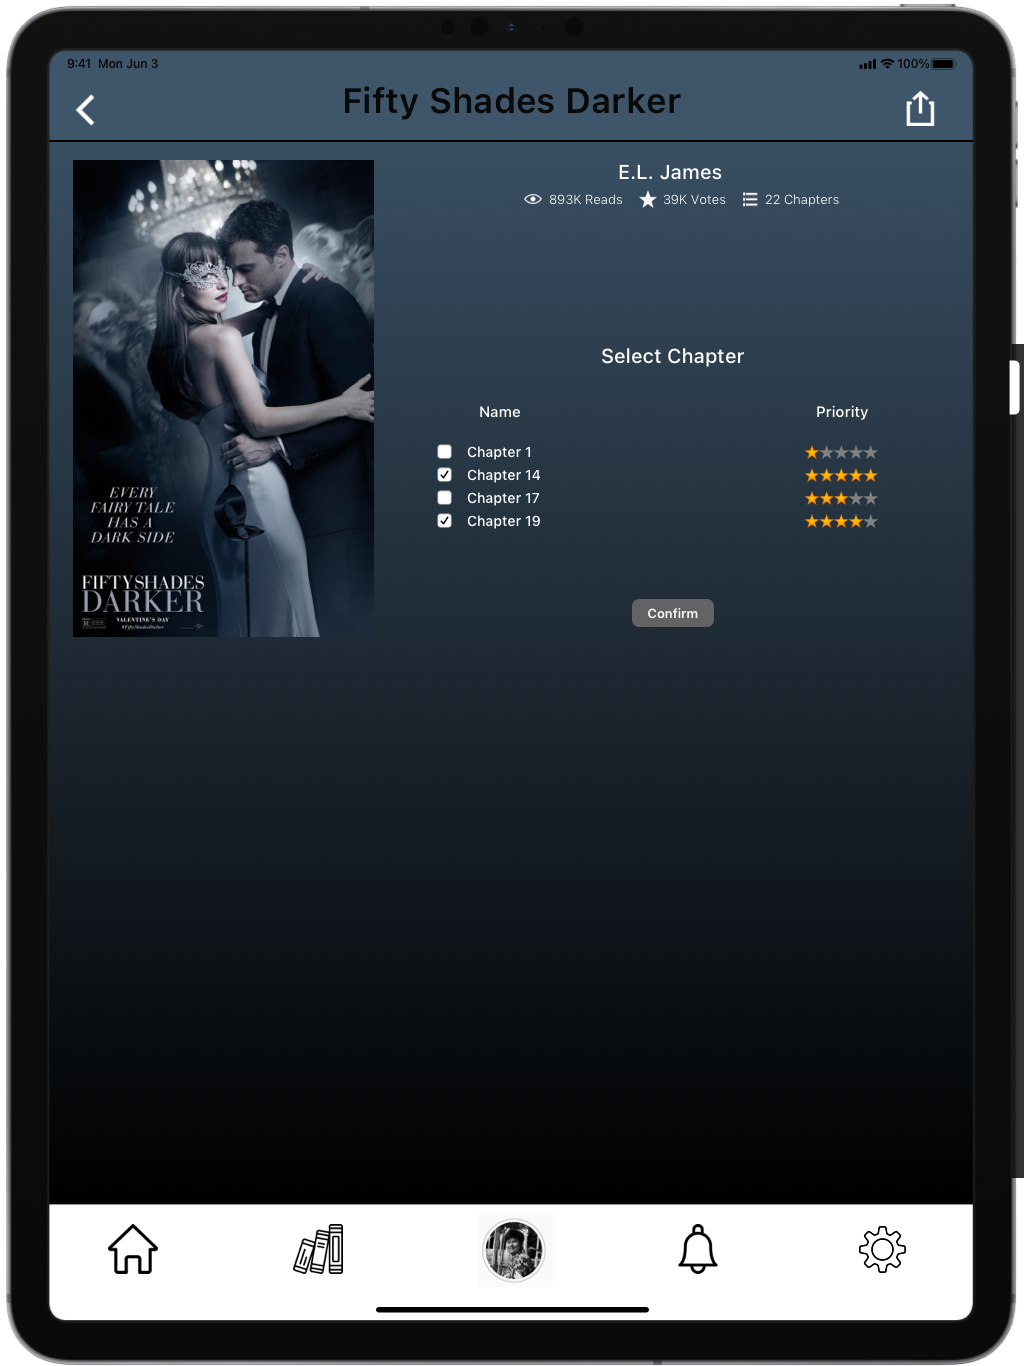 9:41 Mon Jun 3
100%
Fifty Shades Darker
E.L. James
893K Reads
39K Votes
22 Chapters
EVERY
FAIRY TALE
HAS A
DARK SIDE
FIFTY SHADES
DARKER
VALENTINE'S DAY
#FiftyShadesDarker
Select Chapter
Name Priority
Chapter 1
Chapter 14
Chapter 17
Chapter 19
Confirm